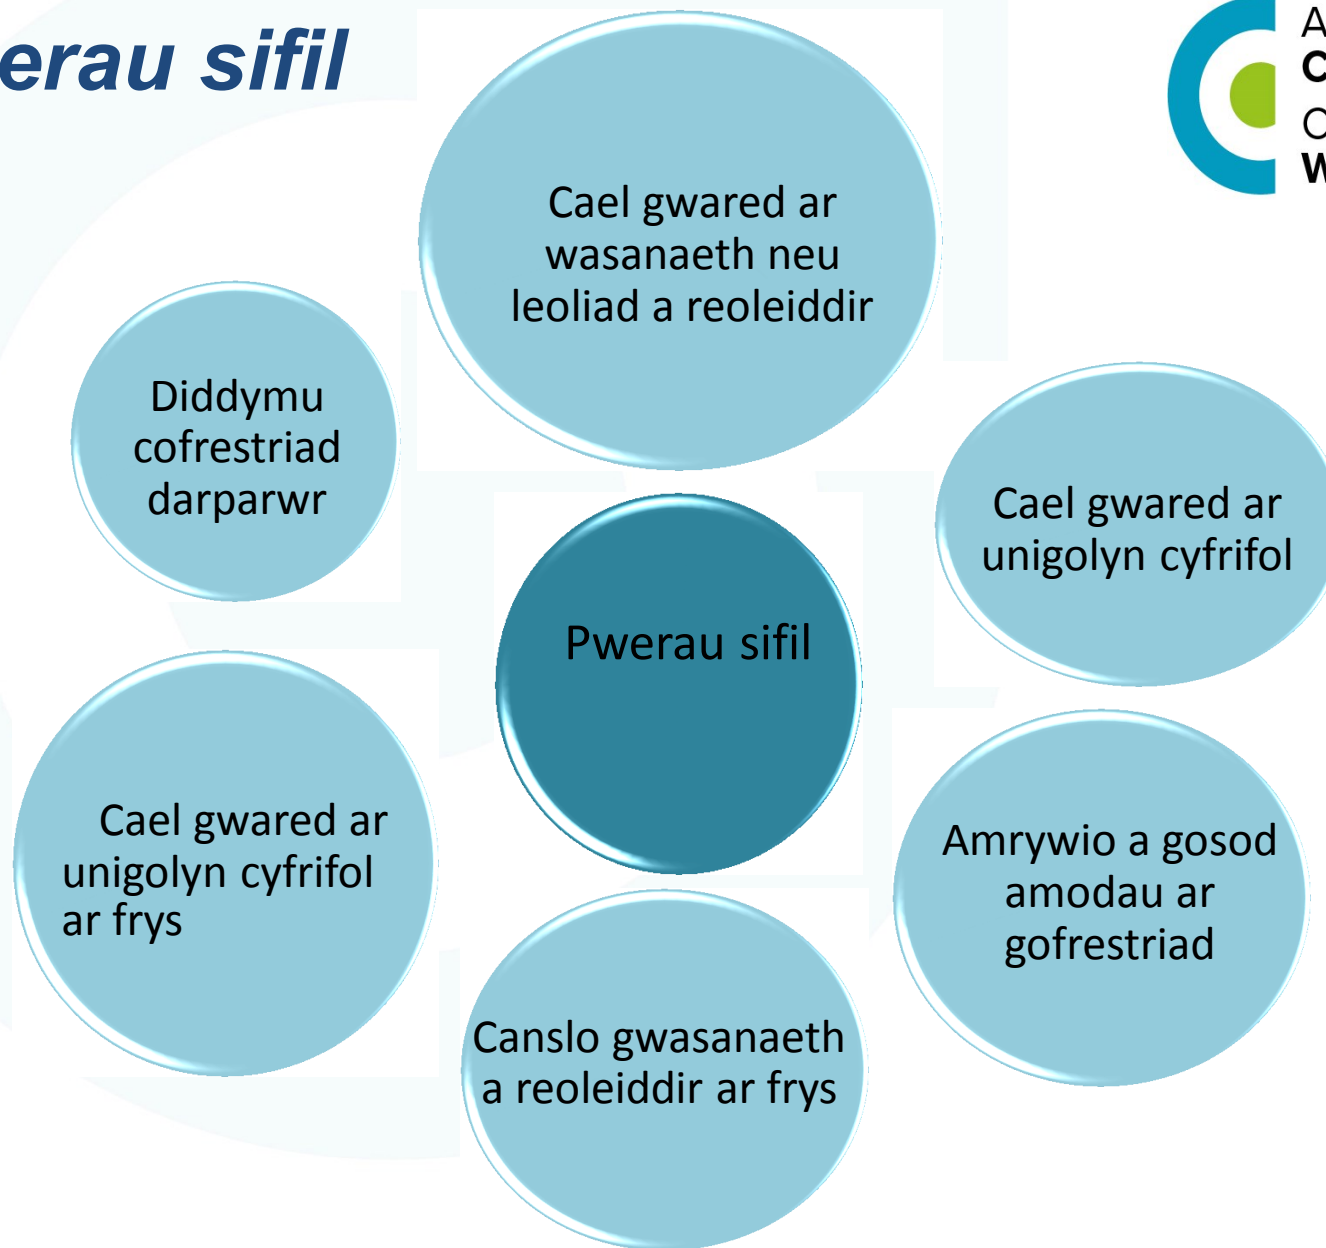 erau sifil
A
C
C
W
Cael gwared ar
wasanaeth neu
leoliad a reoleiddir
Diddymu
cofrestriad
darparwr
Cael gwared ar
unigolyn cyfrifol
Pwerau sifil
Cael gwared ar
unigolyn cyfrifol
ar frys
Amrywio a gosod
amodau ar
gofrestriad
Canslo gwasanaeth
a reoleiddir ar frys